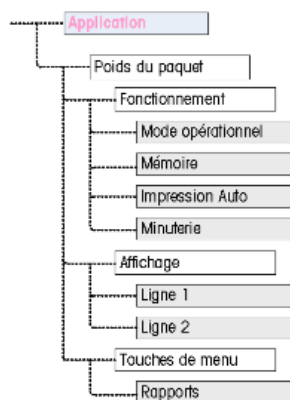 Application
Poids du paquet
Fonctionnement
Mode opérationnel
Mémoire
Impression Auto
Minuterie
Affichage
Ligne 1
Ligne 2
Touches de menu
Rapports